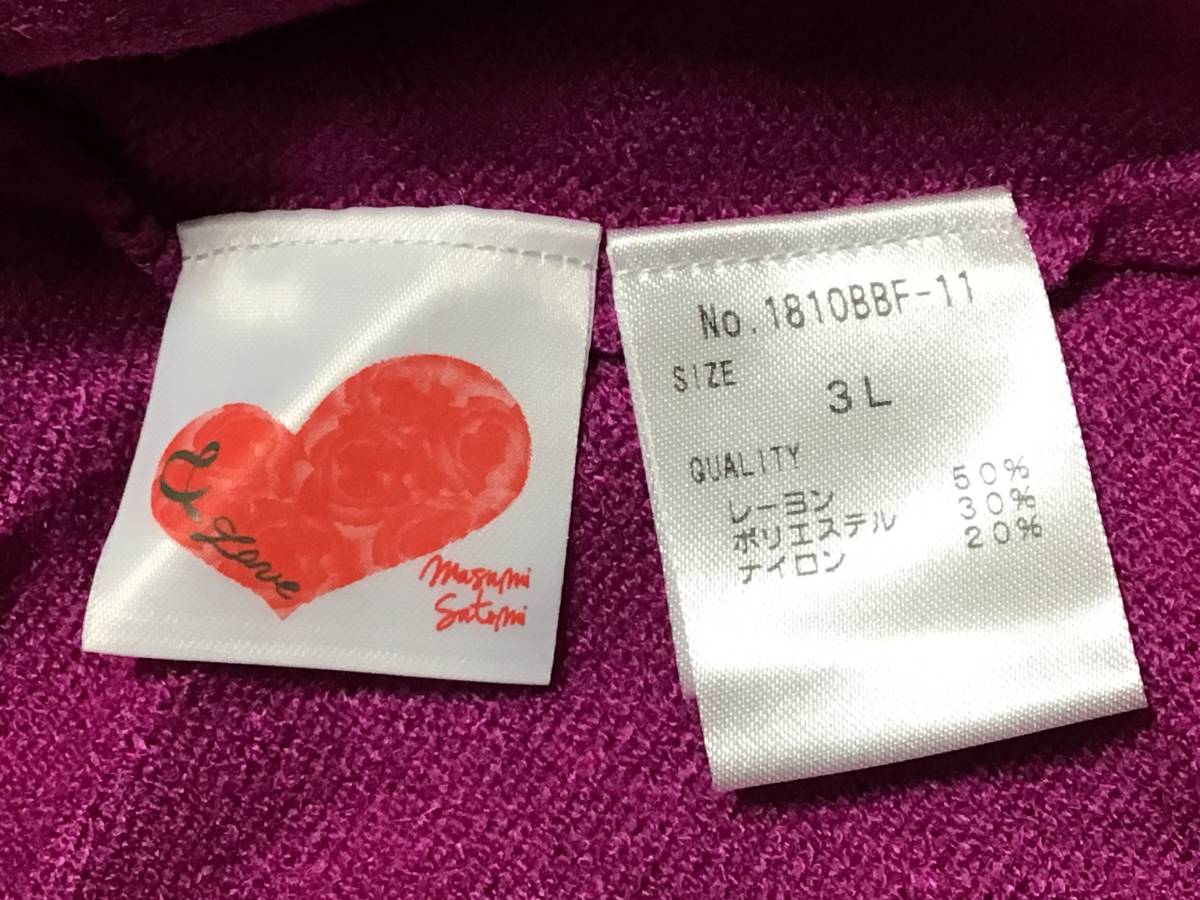 Love
Masami
Satomi
No.1810BBF-11
SIZE
3L
QUALITY
レーヨン 50%
ポリエステル 30%
ナイロン 20%